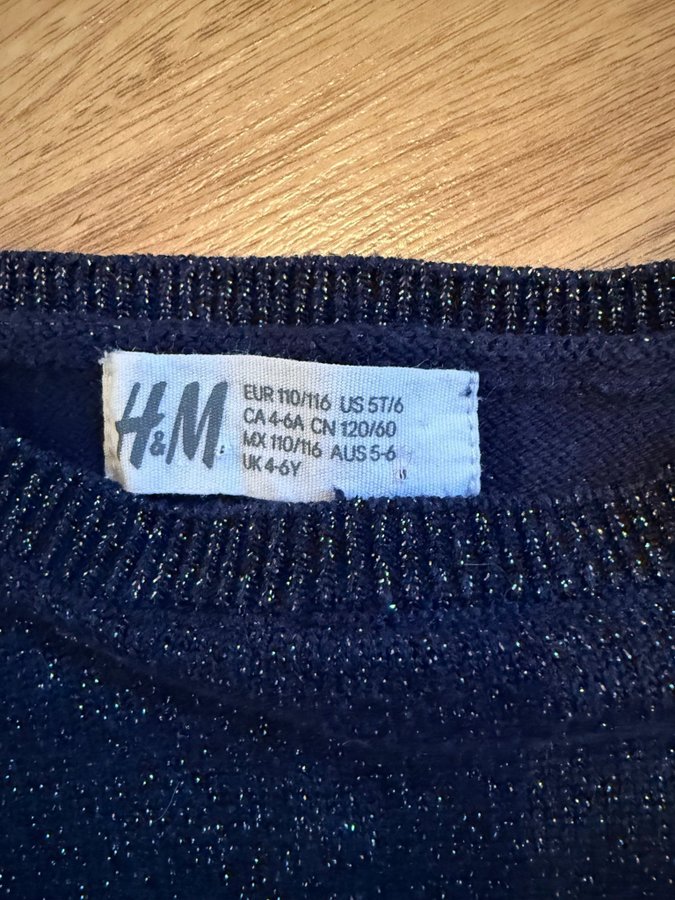 H&M
EUR 110/116 US 5T/6
CA 4-6A CN 120/60
MX 110/116 AUS 5-6
UK 4-6Y